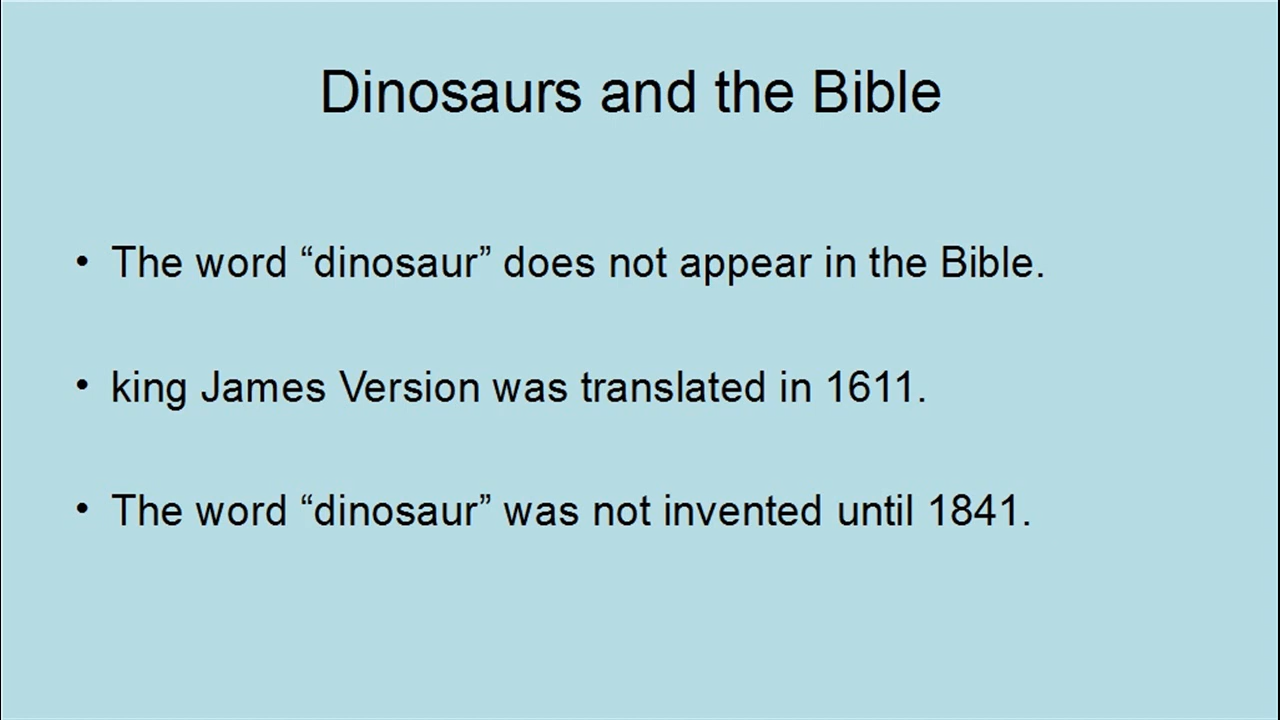 Dinosaurs and the Bible
• The word “dinosaur” does not appear in the Bible.
• king James Version was translated in 1611.
• The word “dinosaur” was not invented until 1841.